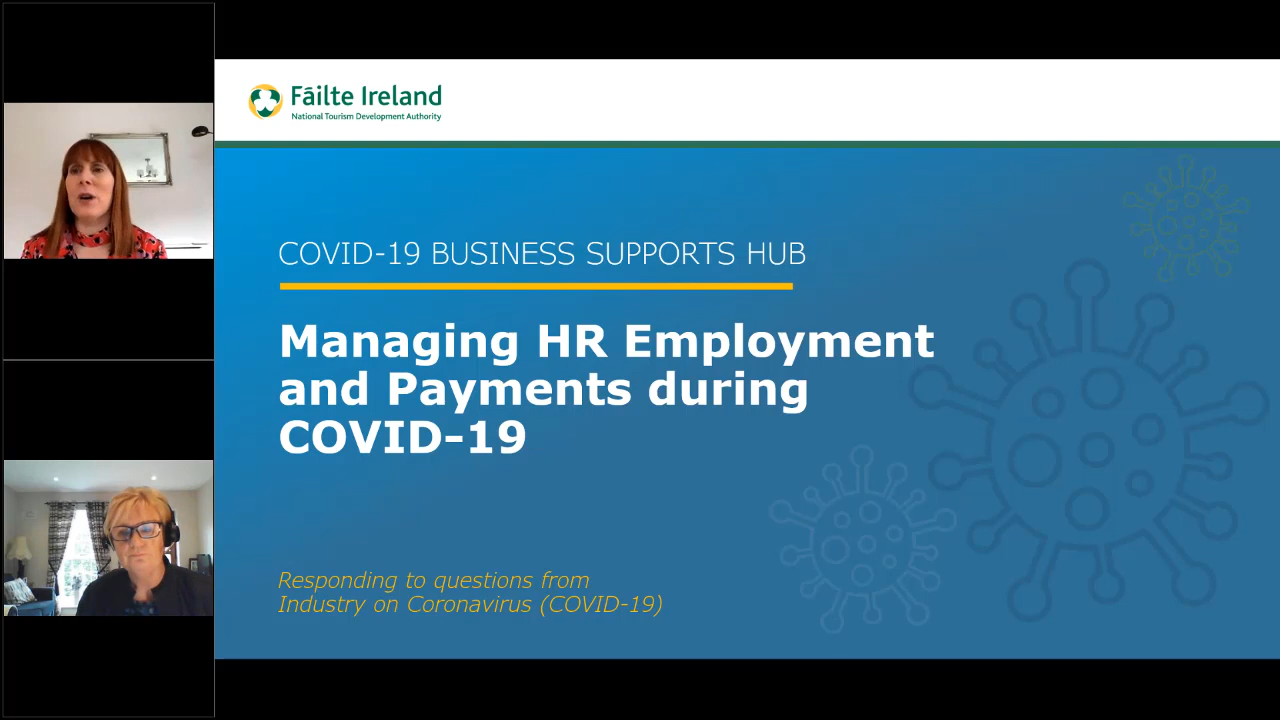 Fáilte Ireland
National Tourism Development Authority
COVID-19 BUSINESS SUPPORTS HUB
Managing HR Employment
and Payments during
COVID-19
Responding to questions from
Industry on Coronavirus (COVID-19)